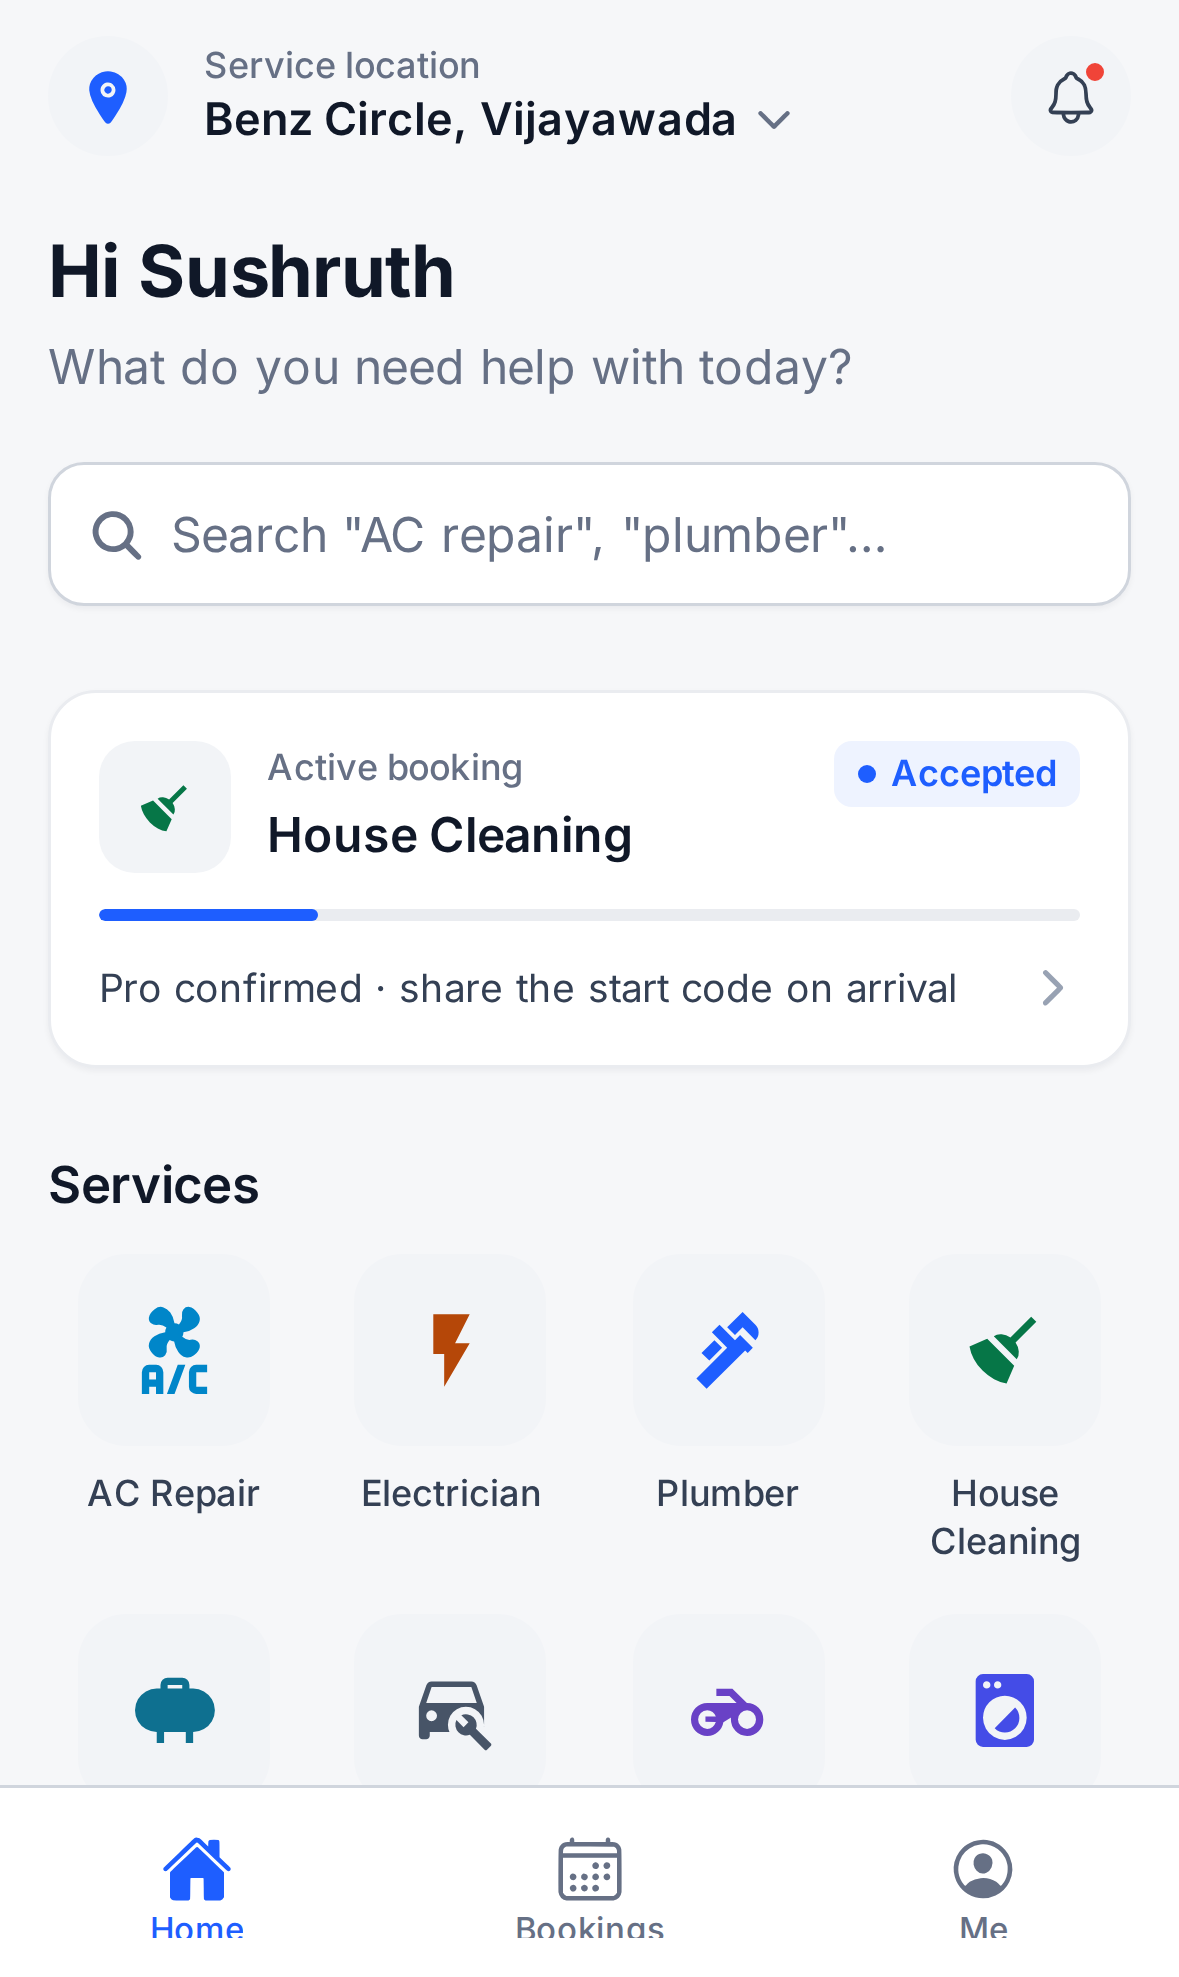 Service location
Benz Circle, Vijayawada
Hi Sushruth
What do you need help with today?
Search "AC repair", "plumber"...
Active booking
Accepted
House Cleaning
Pro confirmed · share the start code on arrival
Services
A/C
AC Repair
Electrician
Plumber
House
Cleaning
Home
Bookings
Me